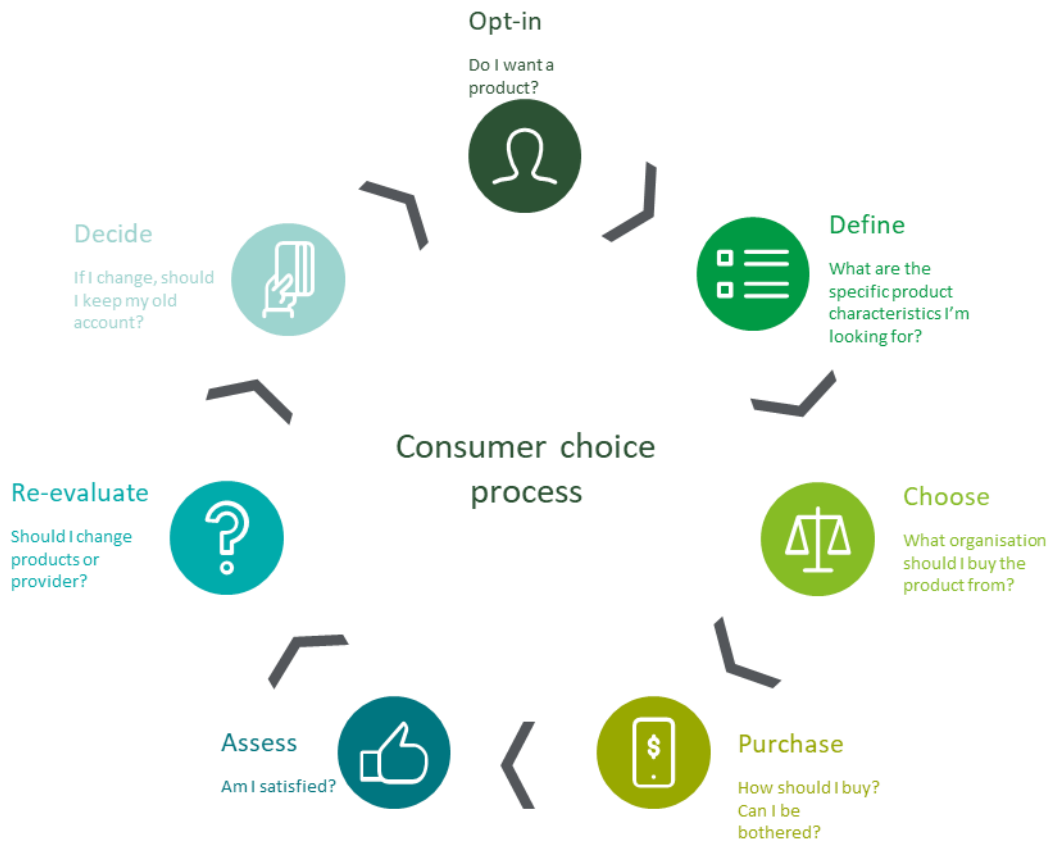 Opt-in
Do I want a
product?
Define
What are the
specific product
characteristics I'm
looking for?
Choose
What organisation
should I buy the
product from?
Purchase
How should I buy?
Can I be
bothered?
$
Assess
Am I satisfied?
Re-evaluate
Should I change
products or
provider?
?
Decide
If I change, should
I keep my old
account?
Consumer choice
process